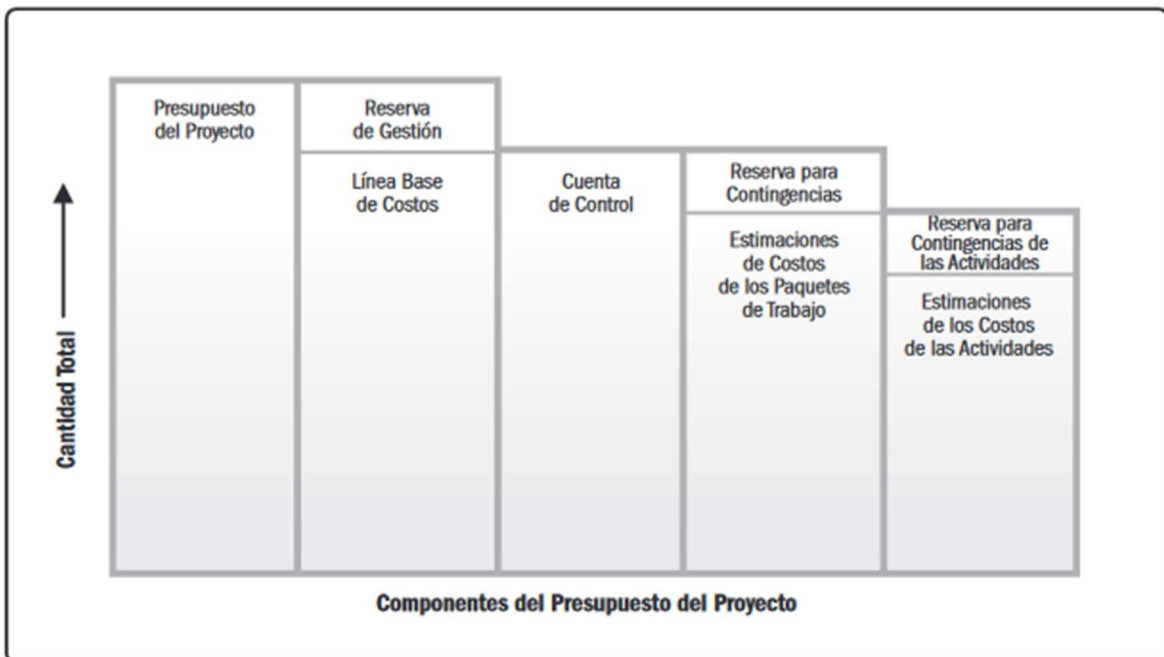 Presupuesto
del Proyecto
Reserva
de Gestión
Línea Base
de Costos
Cuenta
de Control
Reserva para
Contingencias
Estimaciones
de Costos
de los Paquetes
de Trabajo
Reserva para
Contingencias de
las Actividades
Estimaciones
de los Costos
de las Actividades
Cantidad Total
Componentes del Presupuesto del Proyecto